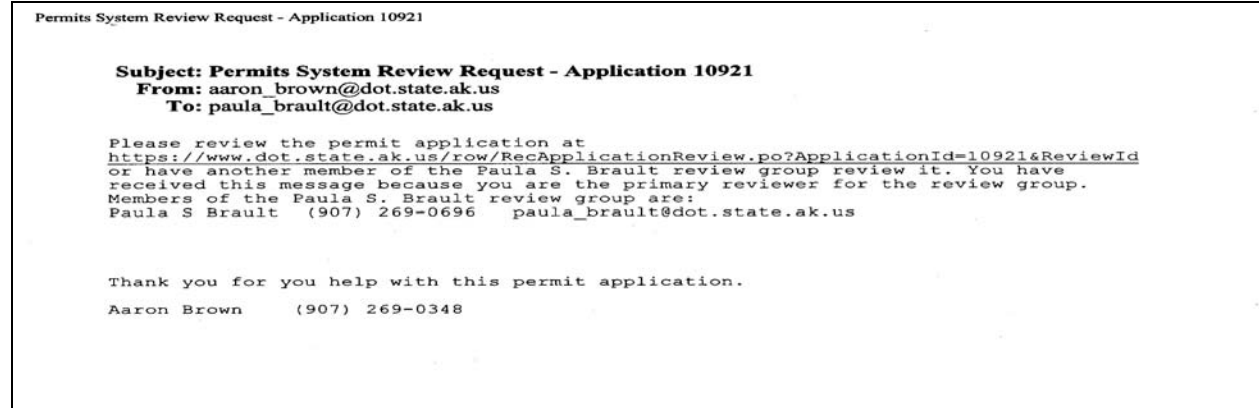 Permits System Review Request - Application 10921
Subject: Permits System Review Request - Application 10921
From: aaron_brown@dot.state.ak.us
To: paula_brault@dot.state.ak.us
Please review the permit application at
https://www.dot.state.ak.us/row/RecApplicationReview.po?ApplicationId=10921&ReviewId
or have another member of the Paula S. Brault review group review it. You have
received this message because you are the primary reviewer for the review group.
Members of the Paula S. Brault review group are:
Paula S Brault (907) 269-0696 paula_brault@dot.state.ak.us
Thank you for you help with this permit application.
Aaron Brown (907) 269-0348